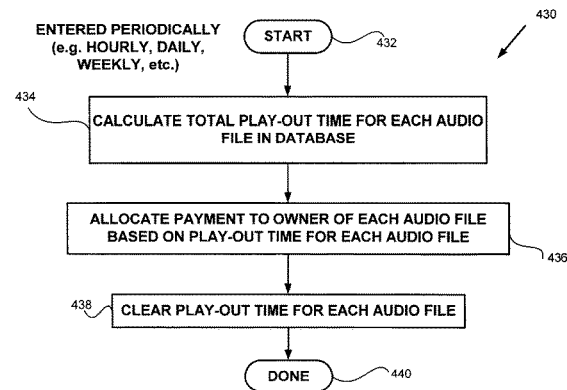 ENTERED PERIODICALLY
(e.g. HOURLY, DAILY,
WEEKLY, etc.)
START
432
430
434
CALCULATE TOTAL PLAY-OUT TIME FOR EACH AUDIO
FILE IN DATABASE
ALLOCATE PAYMENT TO OWNER OF EACH AUDIO FILE
BASED ON PLAY-OUT TIME FOR EACH AUDIO FILE
436
438
CLEAR PLAY-OUT TIME FOR EACH AUDIO FILE
DONE
440